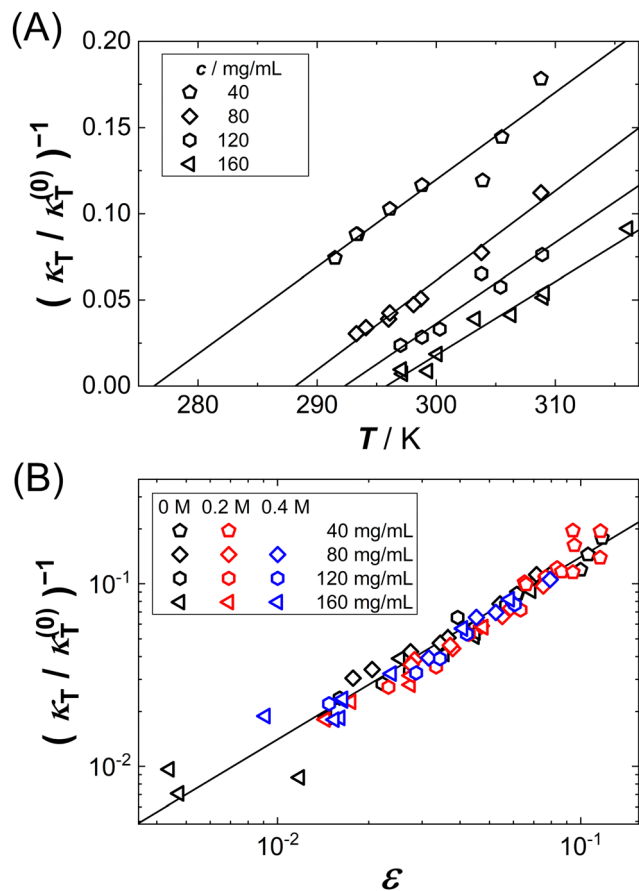 (A)
0.20
0.15
0.10
0.05
0.00
( κT / κT(0) )−1
c / mg/mL
40
80
120
160
280
290
300
310
T / K
(B)
0 M 0.2 M 0.4 M
40 mg/mL
80 mg/mL
120 mg/mL
160 mg/mL
10−1
10−2
( κT / κT(0) )−1
10−2
10−1
ε